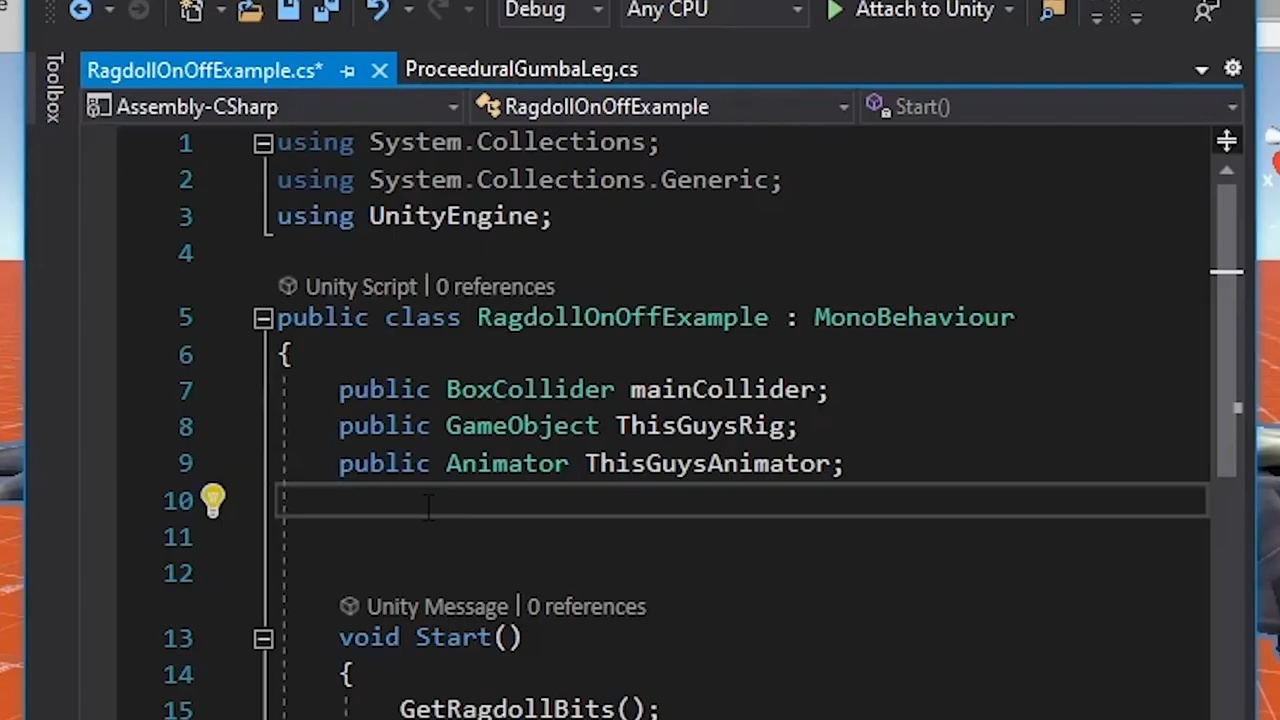 Debug Any CPU Attach to Unity
Toolbox
RagdollOnOffExample.cs* ProceeduralGumbaLeg.cs
Assembly-CSharp RagdollOnOffExample Start()
1 using System.Collections;
2 using System.Collections.Generic;
3 using UnityEngine;
4
Unity Script | 0 references
5 public class RagdollOnOffExample : MonoBehaviour
6 {
7 public BoxCollider mainCollider;
8 public GameObject ThisGuysRig;
9 public Animator ThisGuysAnimator;
10
11
12
Unity Message | 0 references
13 void Start()
14 {
15 GetRagdollBits();